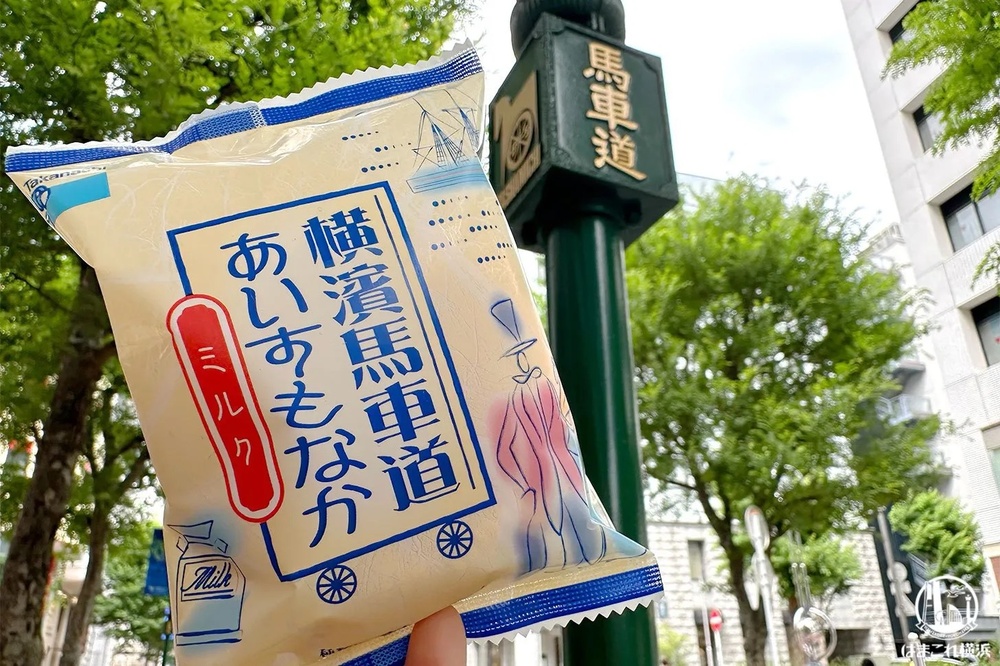 Takanashi
横濱馬車道
あいすもなか
ミルク
Milk
馬車道
はまこれ横浜